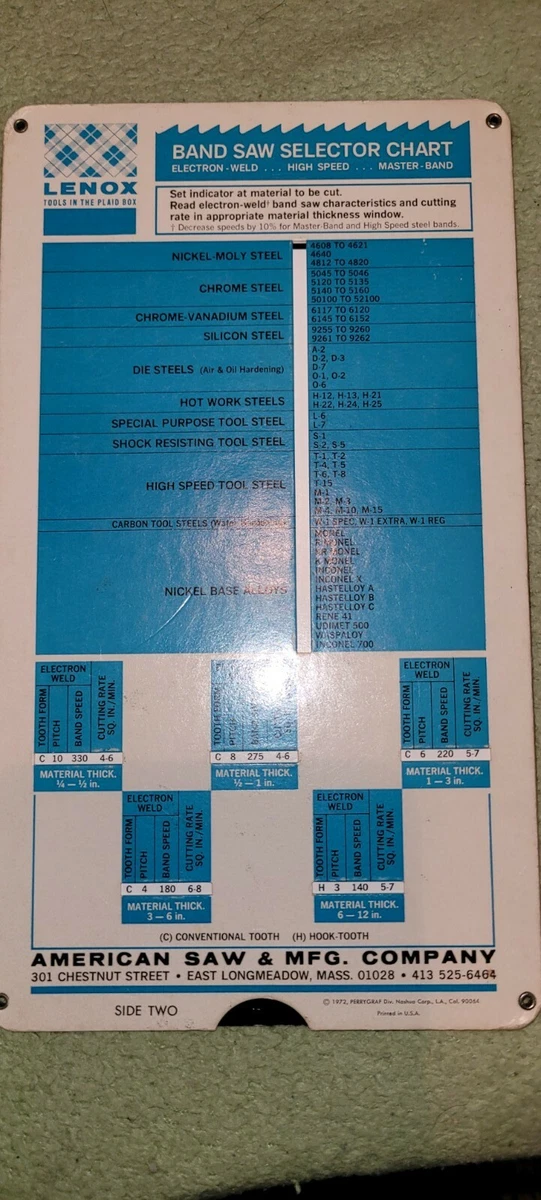 LENOX
TOOLS IN THE PLAID BOX
BAND SAW SELECTOR CHART
ELECTRON-WELD . . . HIGH SPEED . . . MASTER-BAND
Set indicator at material to be cut.
Read electron-weld† band saw characteristics and cutting
rate in appropriate material thickness window.
† Decrease speeds by 10% for Master-Band and High Speed steel bands.
NICKEL-MOLY STEEL
4608 TO 4621
4640
4812 TO 4820
CHROME STEEL
5045 TO 5046
5120 TO 5135
5140 TO 5160
50100 TO 52100
CHROME-VANADIUM STEEL
6117 TO 6120
6145 TO 6152
SILICON STEEL
9255 TO 9260
9261 TO 9262
DIE STEELS (Air & Oil Hardening)
A-2
D-2, D-3
D-7
O-1, O-2
O-6
HOT WORK STEELS
H-12, H-13, H-21
H-22, H-24, H-25
SPECIAL PURPOSE TOOL STEEL
L-6
L-7
SHOCK RESISTING TOOL STEEL
S-1
S-2, S-5
HIGH SPEED TOOL STEEL
T-1, T-2
T-4, T-5
T-6, T-8
T-15
M-1
M-2, M-3
M-4, M-10, M-15
CARBON TOOL STEELS (Water
W-1 SPEC, W-1 EXTRA, W-1 REG
NICKEL BASE ALLOYS
MONEL
R MONEL
KR MONEL
K MONEL
INCONEL
INCONEL X
HASTELLOY A
HASTELLOY B
HASTELLOY C
RENE 41
UDIMET 500
WASPALOY
INCONEL 700
ELECTRON
WELD
TOOTH FORM
PITCH
BAND SPEED
CUTTING RATE
SQ. IN./MIN.
C 10 330 4-6
MATERIAL THICK.
¼ — ½ in.
TOOTH FORM
PITCH
C 8 275 4-6
MATERIAL THICK.
½ — 1 in.
ELECTRON
WELD
TOOTH FORM
PITCH
BAND SPEED
CUTTING RATE
SQ. IN./MIN.
C 6 220 5-7
MATERIAL THICK.
1 — 3 in.
ELECTRON
WELD
TOOTH FORM
PITCH
BAND SPEED
CUTTING RATE
SQ. IN./MIN.
C 4 180 6-8
MATERIAL THICK.
3 — 6 in.
ELECTRON
WELD
TOOTH FORM
PITCH
BAND SPEED
CUTTING RATE
SQ. IN./MIN.
H 3 140 5-7
MATERIAL THICK.
6 — 12 in.
(C) CONVENTIONAL TOOTH (H) HOOK-TOOTH
AMERICAN SAW & MFG. COMPANY
301 CHESTNUT STREET • EAST LONGMEADOW, MASS. 01028 • 413 525-6464
SIDE TWO
© 1972, PERRYGRAF Div. Nashua Corp., L.A., Cal. 90064
Printed in U.S.A.